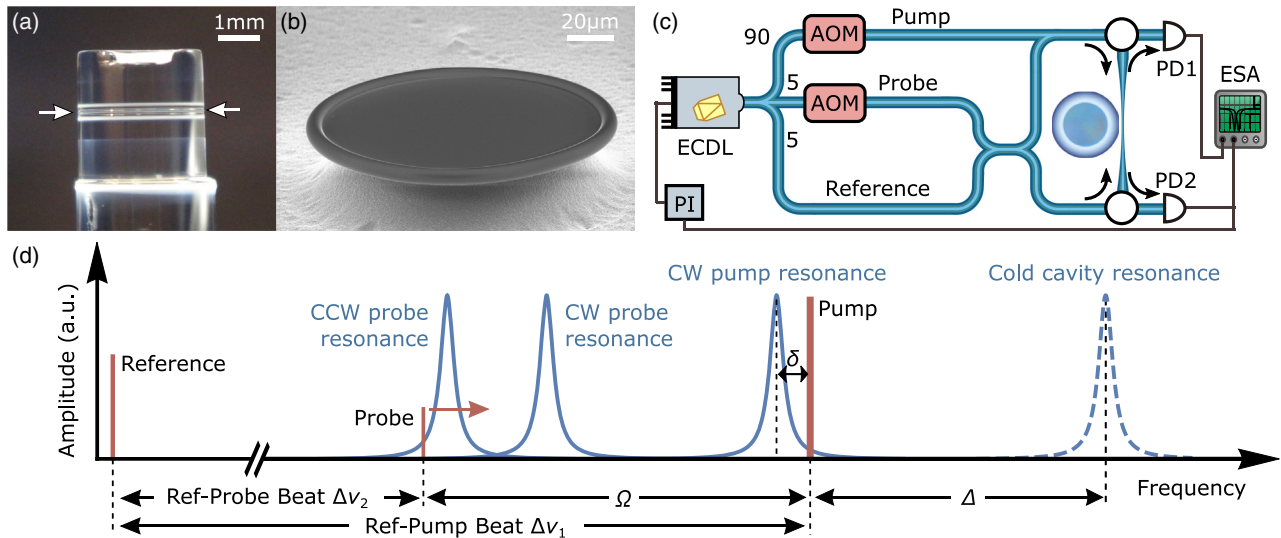 (a)
1mm
(b)
20μm
(c)
90
AOM
Pump
5
AOM
Probe
5
ECDL
Reference
PI
PD1
PD2
ESA
(d)
Amplitude (a.u.)
Reference
CCW probe
resonance
CW probe
resonance
CW pump resonance
Cold cavity resonance
Pump
δ
Probe
Ref-Probe Beat Δν₂
Ω
Δ
Frequency
Ref-Pump Beat Δν₁